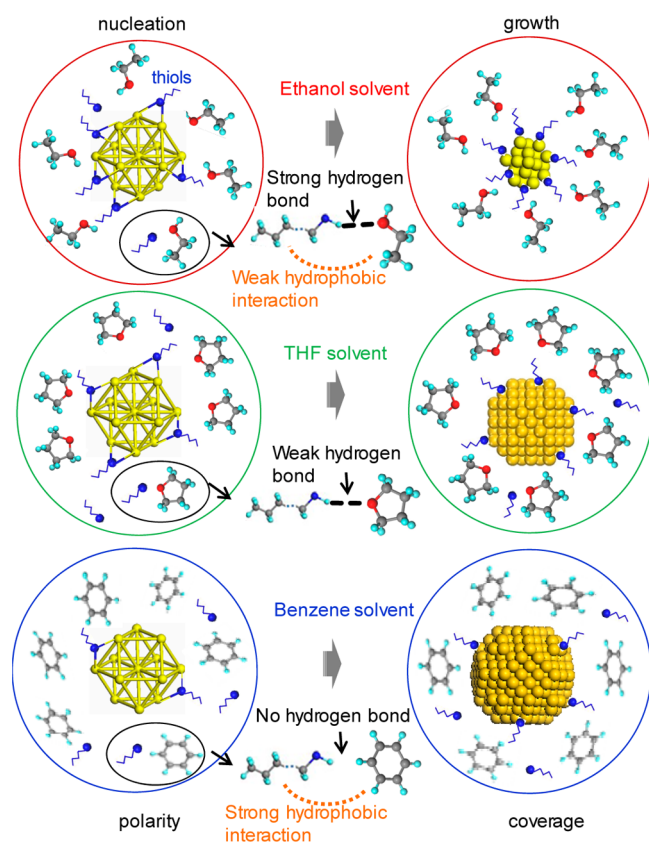 nucleation
growth
thiols
Ethanol solvent
Strong hydrogen
bond
Weak hydrophobic
interaction
THF solvent
Weak hydrogen
bond
Benzene solvent
No hydrogen bond
Strong hydrophobic
interaction
polarity
coverage